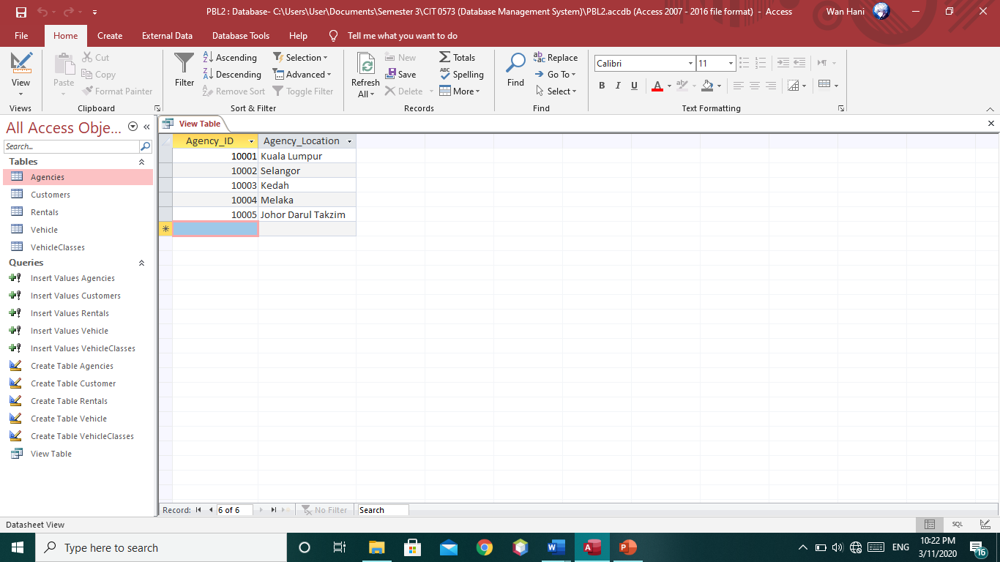 PBL2 : Database- C:\Users\User\Documents\Semester 3\CIT 0573 (Database Management System)\PBL2.accdb (Access 2007 - 2016 file format) - Access
Wan Hani
File Home Create External Data Database Tools Help Tell me what you want to do
View
Views
Paste
Cut
Copy
Format Painter
Clipboard
Filter
Ascending
Descending
Remove Sort
Selection
Advanced
Toggle Filter
Sort & Filter
Refresh
All
New
Save
Delete
Totals
Spelling
More
Records
Find
Replace
Go To
Select
Find
Calibri 11
B I U A
Text Formatting
All Access Obje...
Search...
Tables
Agencies
Customers
Rentals
Vehicle
VehicleClasses
Queries
Insert Values Agencies
Insert Values Customers
Insert Values Rentals
Insert Values Vehicle
Insert Values VehicleClasses
Create Table Agencies
Create Table Customer
Create Table Rentals
Create Table Vehicle
Create Table VehicleClasses
View Table
View Table
Agency_ID Agency_Location
10001 Kuala Lumpur
10002 Selangor
10003 Kedah
10004 Melaka
10005 Johor Darul Takzim
Record: 6 of 6 No Filter Search
Datasheet View
SQL
Type here to search
ENG
10:22 PM
3/11/2020
16